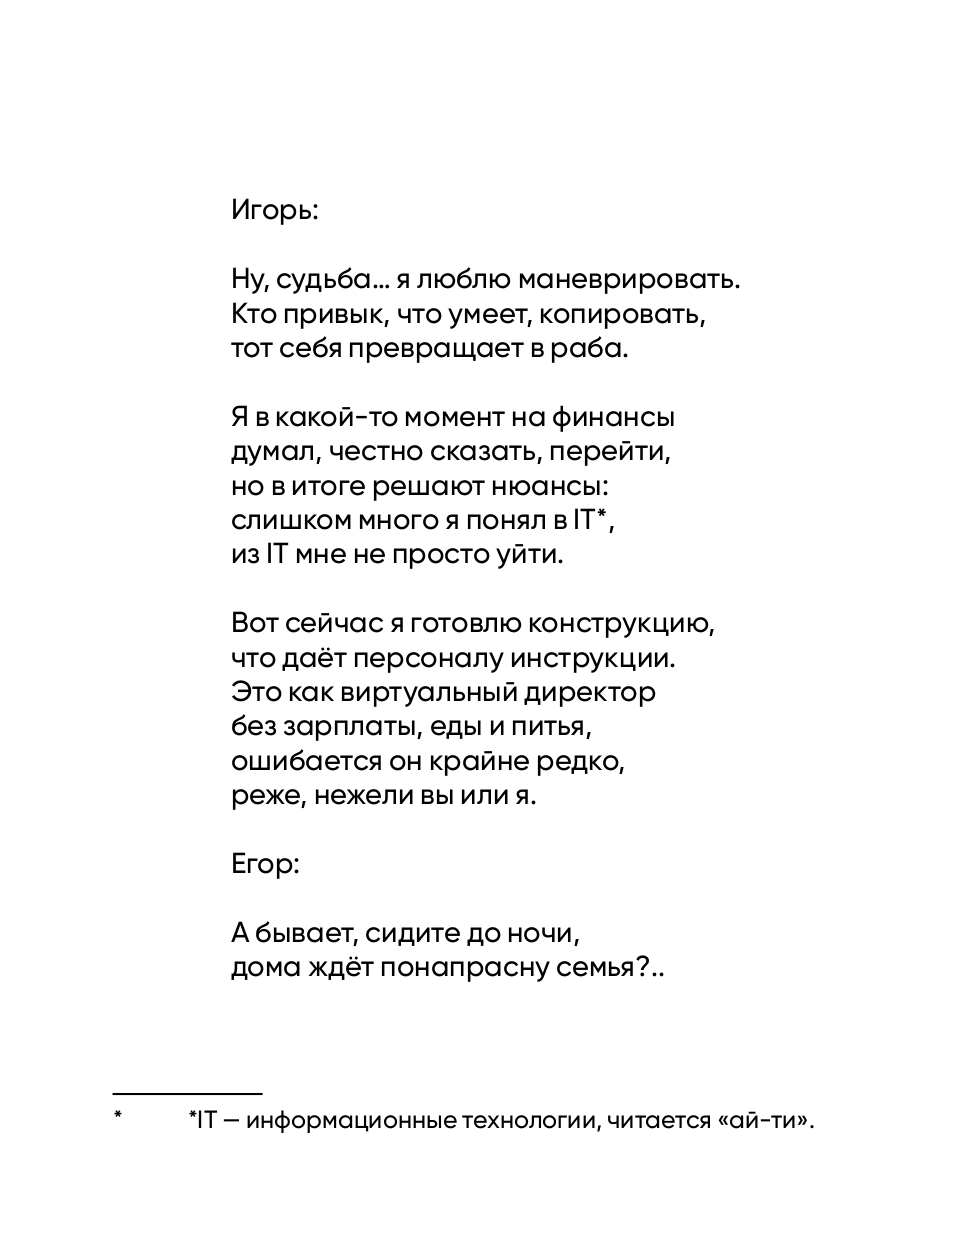 Игорь:
Ну, судьба... я люблю маневрировать.
Кто привык, что умеет, копировать,
тот себя превращает в раба.
Я в какой-то момент на финансы
думал, честно сказать, перейти,
но в итоге решают нюансы:
слишком много я понял в IT*,
из IT мне не просто уйти.
Вот сейчас я готовлю конструкцию,
что даёт персоналу инструкции.
Это как виртуальный директор
без зарплаты, еды и питья,
ошибается он крайне редко,
реже, нежели вы или я.
Егор:
А бывает, сидите до ночи,
дома ждёт понапрасну семья?..
* *IT — информационные технологии, читается «ай-ти».